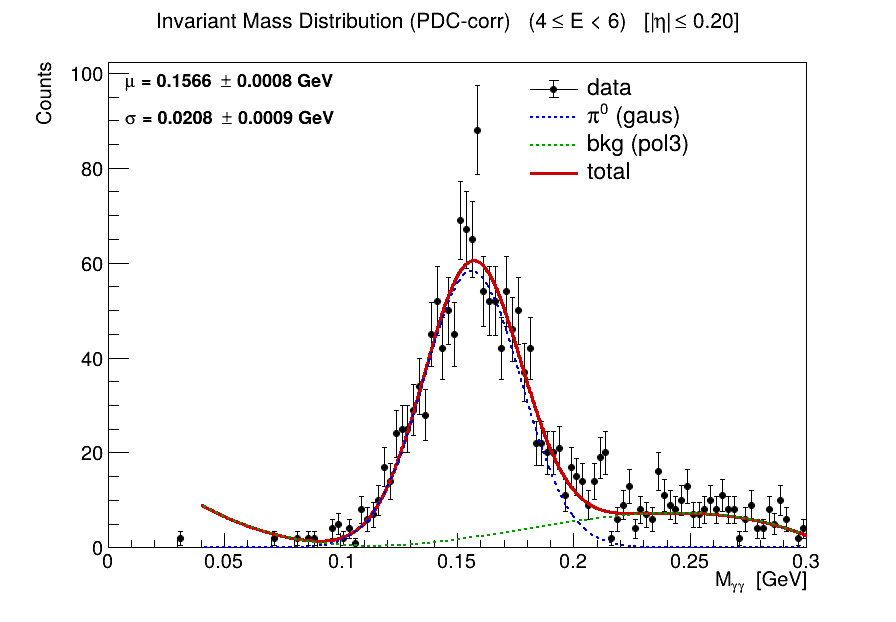 Invariant Mass Distribution (PDC-corr) (4 ≤ E < 6) [|η| ≤ 0.20]
Counts
μ = 0.1566 ± 0.0008 GeV
σ = 0.0208 ± 0.0009 GeV
data
π⁰ (gaus)
bkg (pol3)
total
100
80
60
40
20
0
0 0.05 0.1 0.15 0.2 0.25 0.3
Mγγ [GeV]